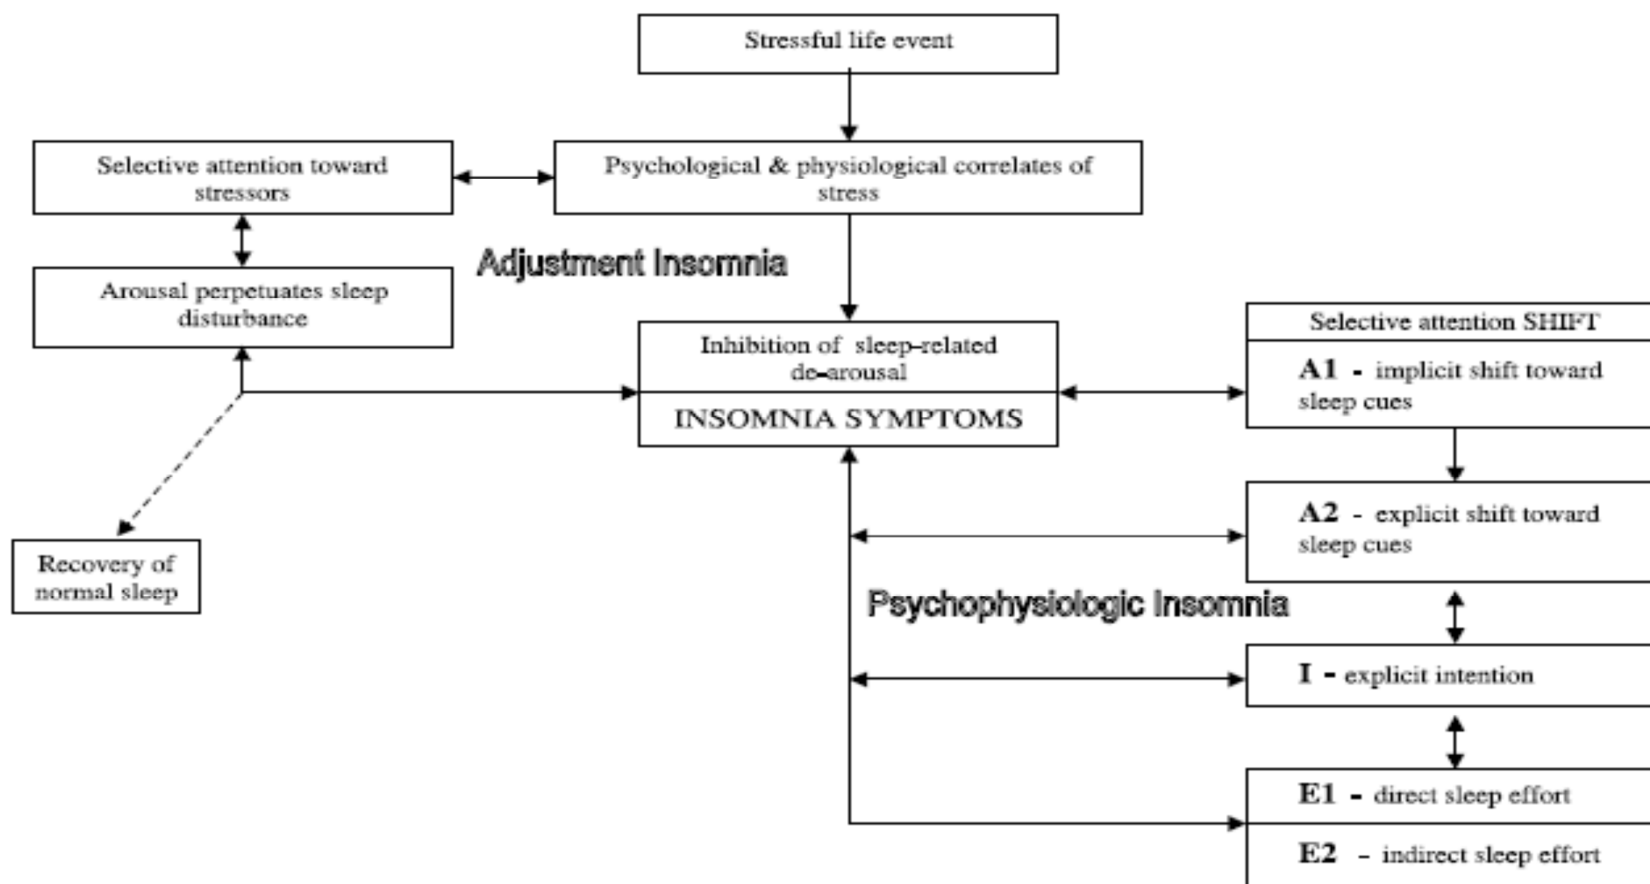 Stressful life event
Selective attention toward
stressors
Psychological & physiological correlates of
stress
Adjustment Insomnia
Arousal perpetuates sleep
disturbance
Inhibition of sleep-related
de-arousal
INSOMNIA SYMPTOMS
Selective attention SHIFT
A1 - implicit shift toward
sleep cues
A2 - explicit shift toward
sleep cues
Recovery of
normal sleep
Psychophysiologic Insomnia
I - explicit intention
E1 - direct sleep effort
E2 - indirect sleep effort